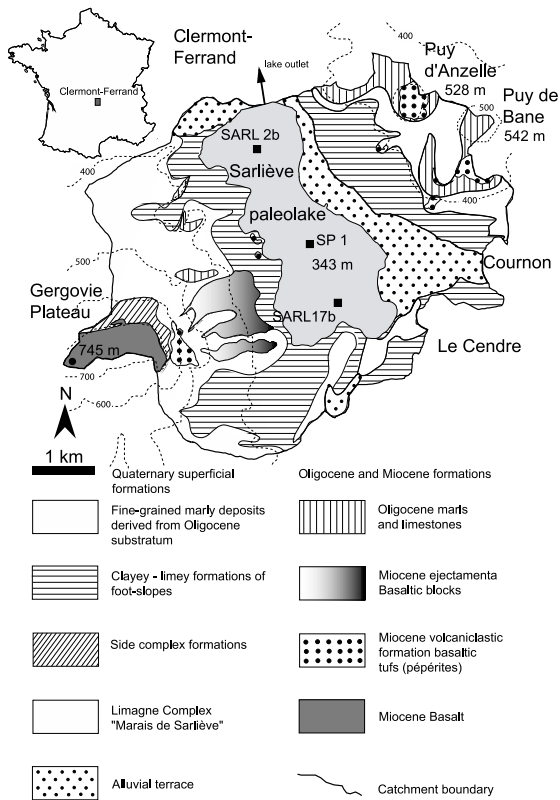 Clermont-
Ferrand
lake outlet
400
Puy
d'Anzelle
528 m
500
Puy de
Bane
542 m
Clermont-Ferrand
SARL 2b
400
400
Sarliève
paleolake
SP 1
343 m
500
Cournon
Gergovie
Plateau
SARL17b
Le Cendre
745 m
700
600
N
1 km
Quaternary superficial
formations
Fine-grained marly deposits
derived from Oligocene
substratum
Clayey - limey formations of
foot-slopes
Side complex formations
Limagne Complex
"Marais de Sarliève"
Alluvial terrace
Oligocene and Miocene formations
Oligocene marls
and limestones
Miocene ejectamenta
Basaltic blocks
Miocene volcaniclastic
formation basaltic
tufs (pépérites)
Miocene Basalt
Catchment boundary